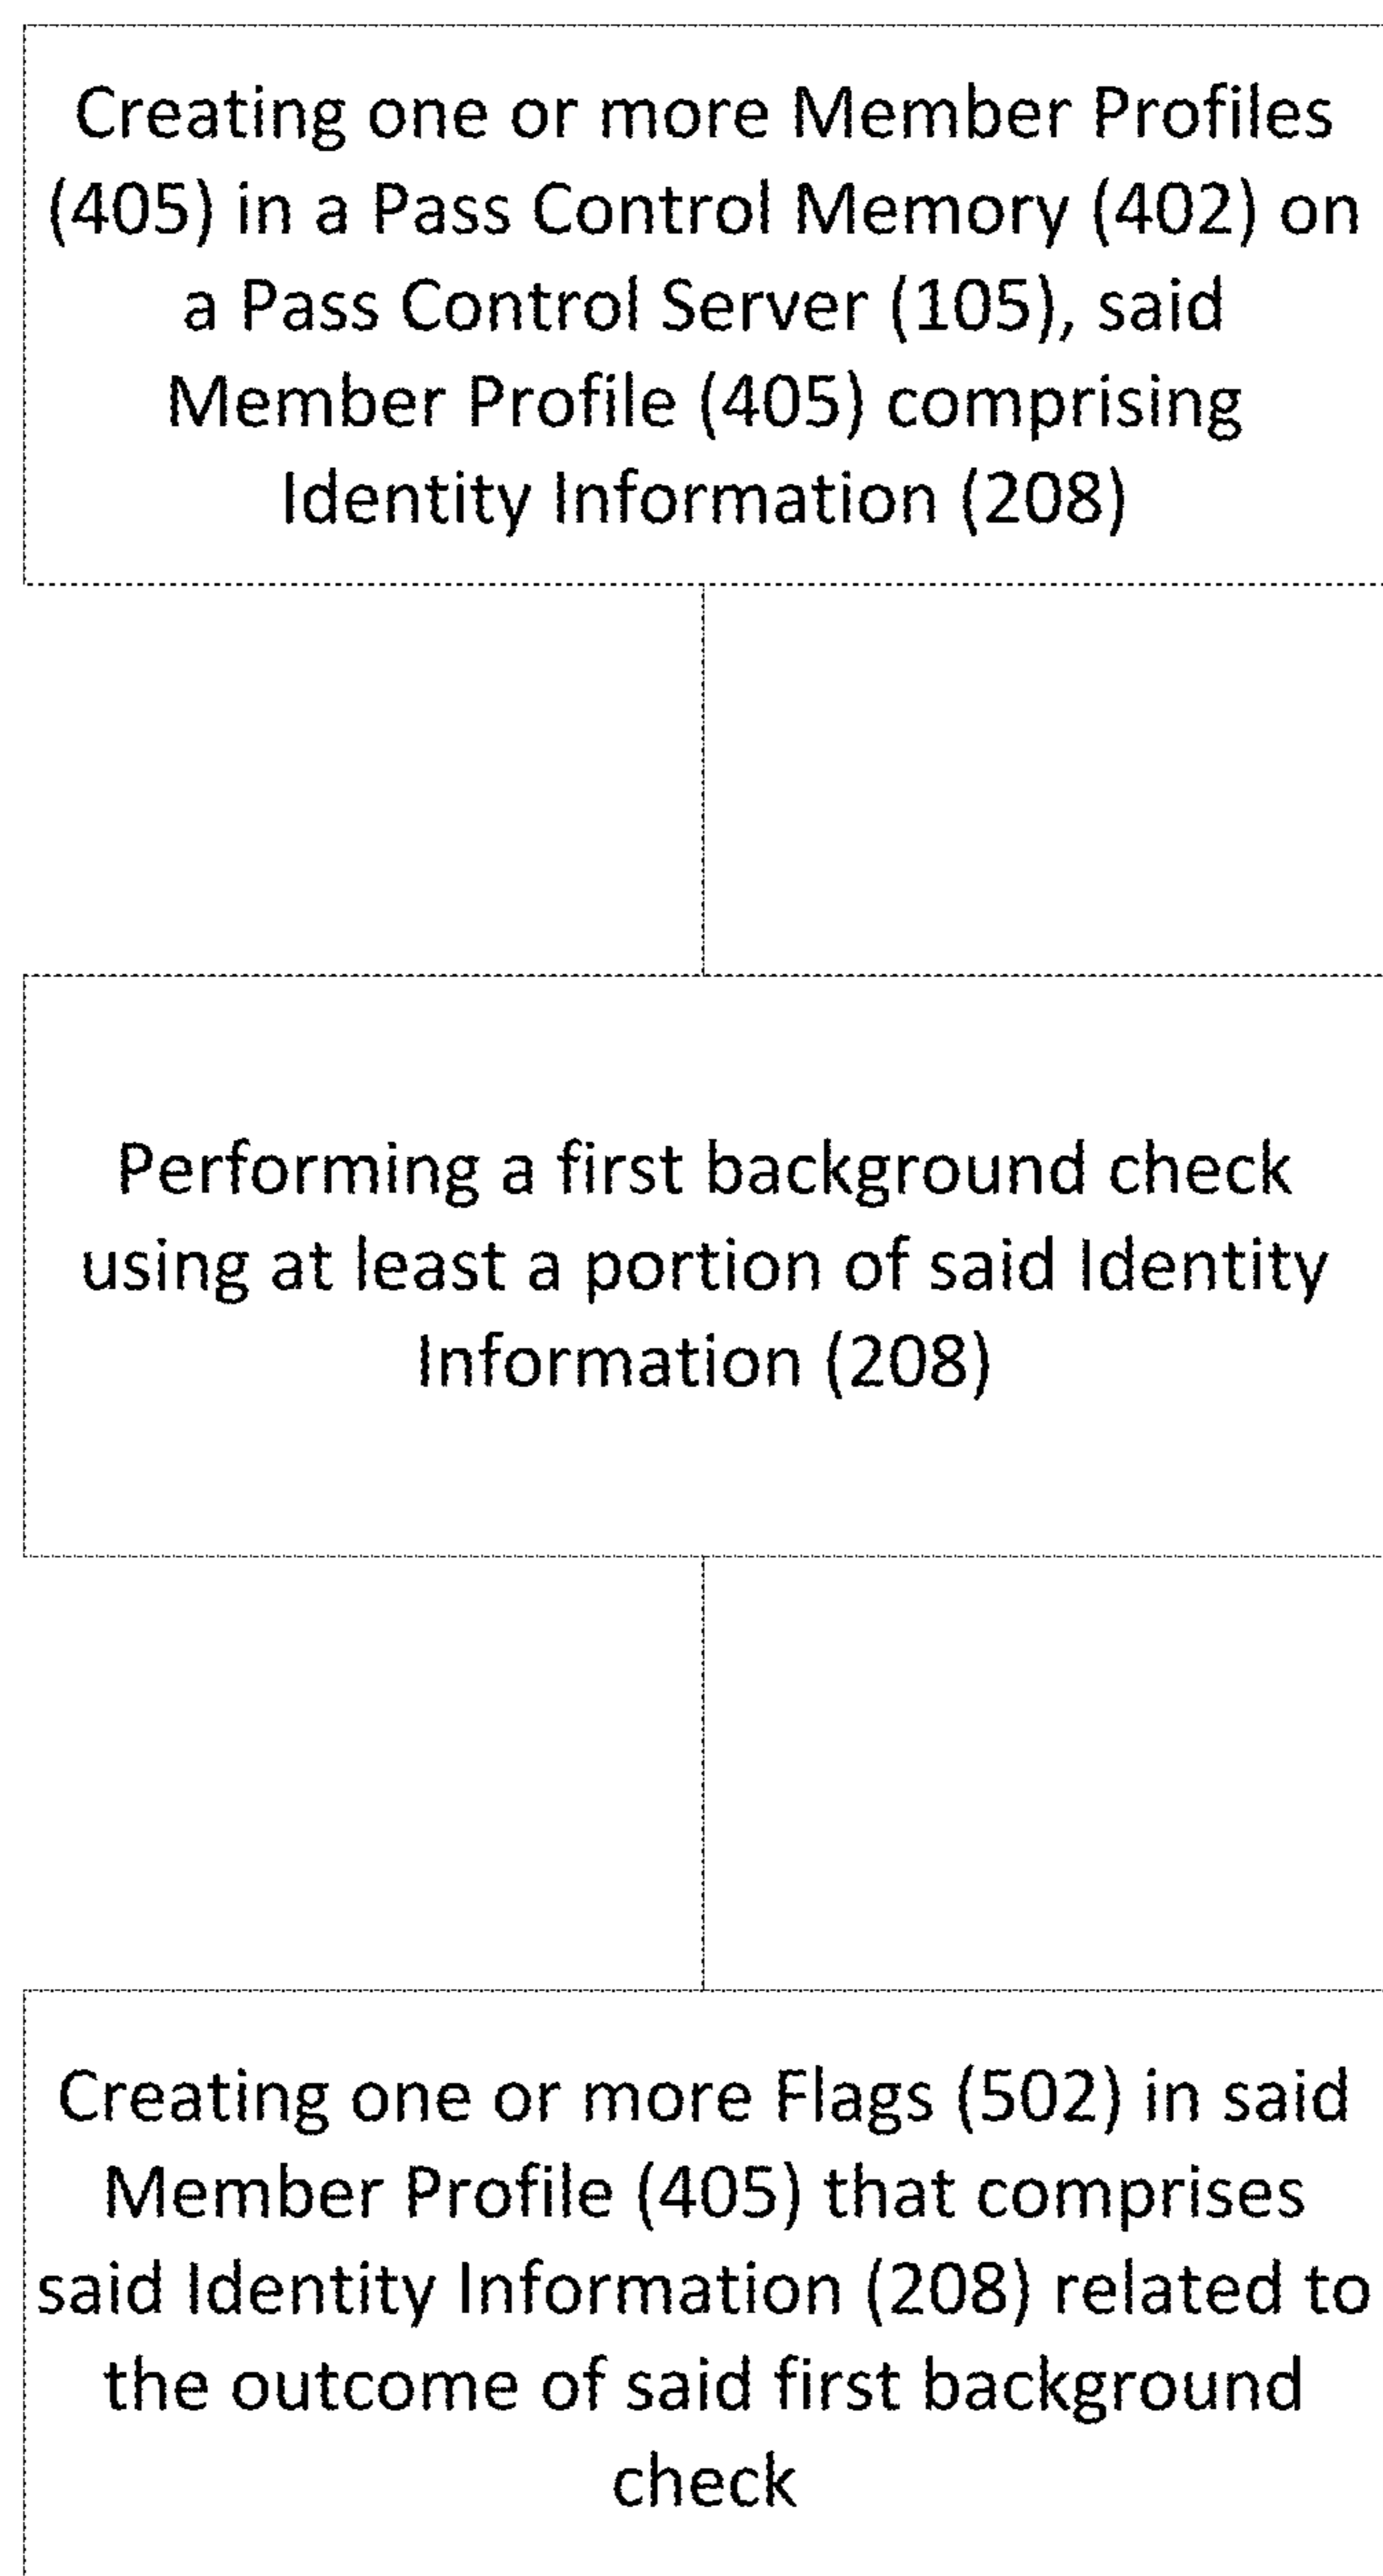 Creating one or more Member Profiles
(405) in a Pass Control Memory (402) on
a Pass Control Server (105), said
Member Profile (405) comprising
Identity Information (208)
Performing a first background check
using at least a portion of said Identity
Information (208)
Creating one or more Flags (502) in said
Member Profile (405) that comprises
said Identity Information (208) related to
the outcome of said first background
check